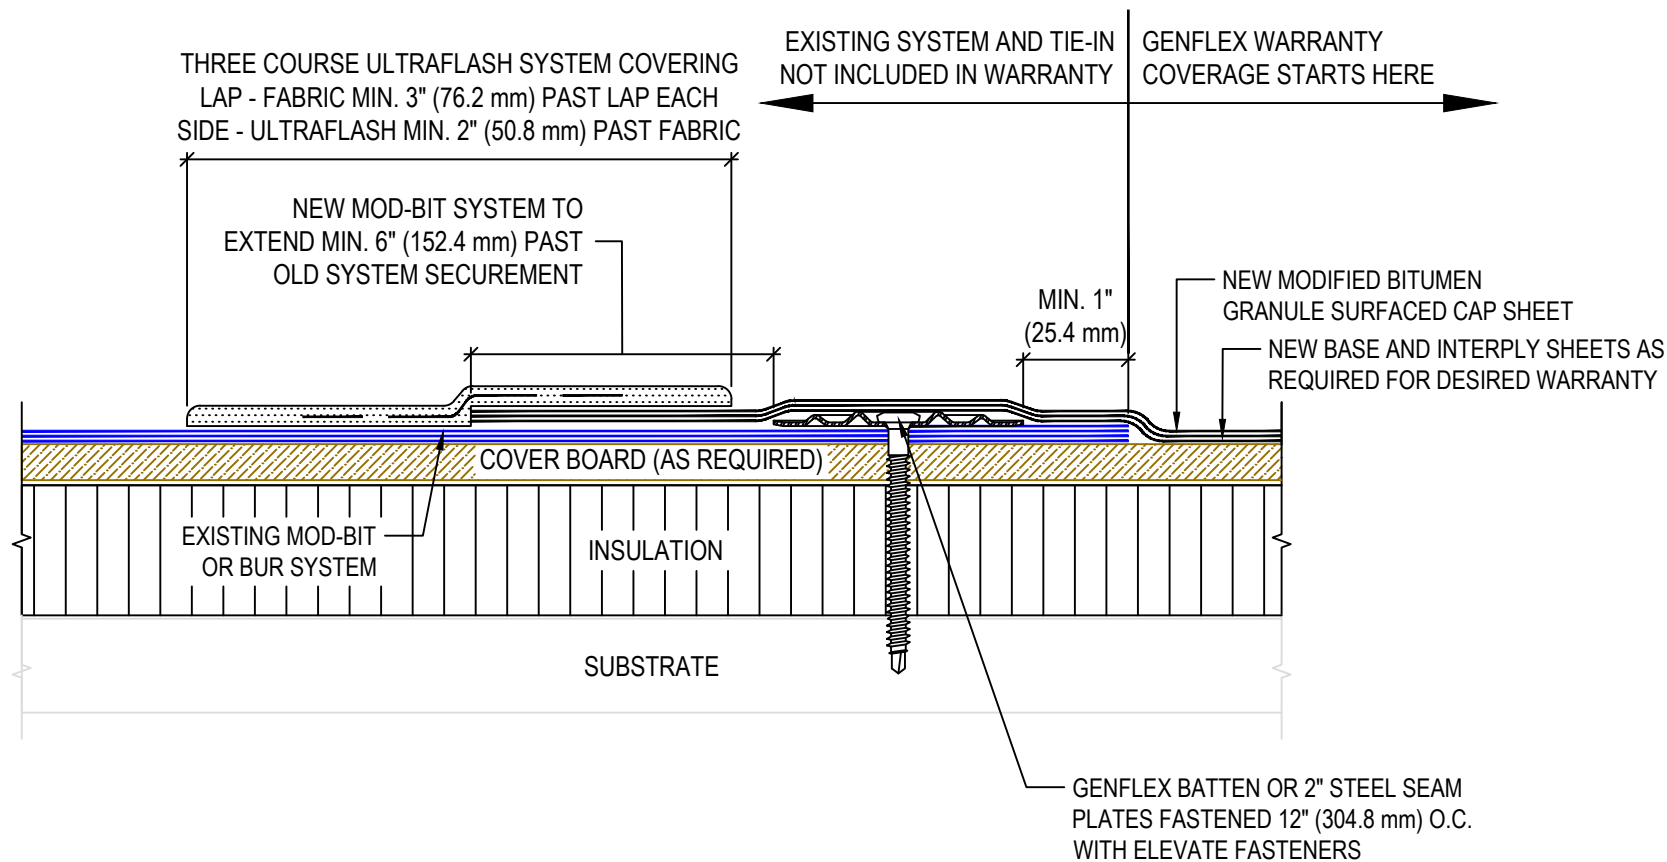 THREE COURSE ULTRAFLASH SYSTEM COVERING
LAP - FABRIC MIN. 3" (76.2 mm) PAST LAP EACH
SIDE - ULTRAFLASH MIN. 2" (50.8 mm) PAST FABRIC
EXISTING SYSTEM AND TIE-IN
NOT INCLUDED IN WARRANTY
GENFLEX WARRANTY
COVERAGE STARTS HERE
NEW MOD-BIT SYSTEM TO
EXTEND MIN. 6" (152.4 mm) PAST
OLD SYSTEM SECUREMENT
MIN. 1"
(25.4 mm)
NEW MODIFIED BITUMEN
GRANULE SURFACED CAP SHEET
NEW BASE AND INTERPLY SHEETS AS
REQUIRED FOR DESIRED WARRANTY
COVER BOARD (AS REQUIRED)
EXISTING MOD-BIT
OR BUR SYSTEM
INSULATION
SUBSTRATE
GENFLEX BATTEN OR 2" STEEL SEAM
PLATES FASTENED 12" (304.8 mm) O.C.
WITH ELEVATE FASTENERS